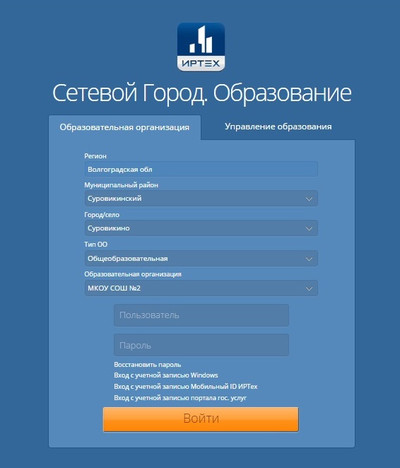 ИРТЕХ
Сетевой Город. Образование
Образовательная организация
Управление образования
Регион
Волгоградская обл
Муниципальный район
Суровикинский
Город/село
Суровикино
Тип ОО
Общеобразовательная
Образовательная организация
МКОУ СОШ №2
Пользователь
Пароль
Восстановить пароль
Вход с учетной записью Windows
Вход с учетной записью Мобильный ID ИРТех
Вход с учетной записью портала гос. услуг
Войти